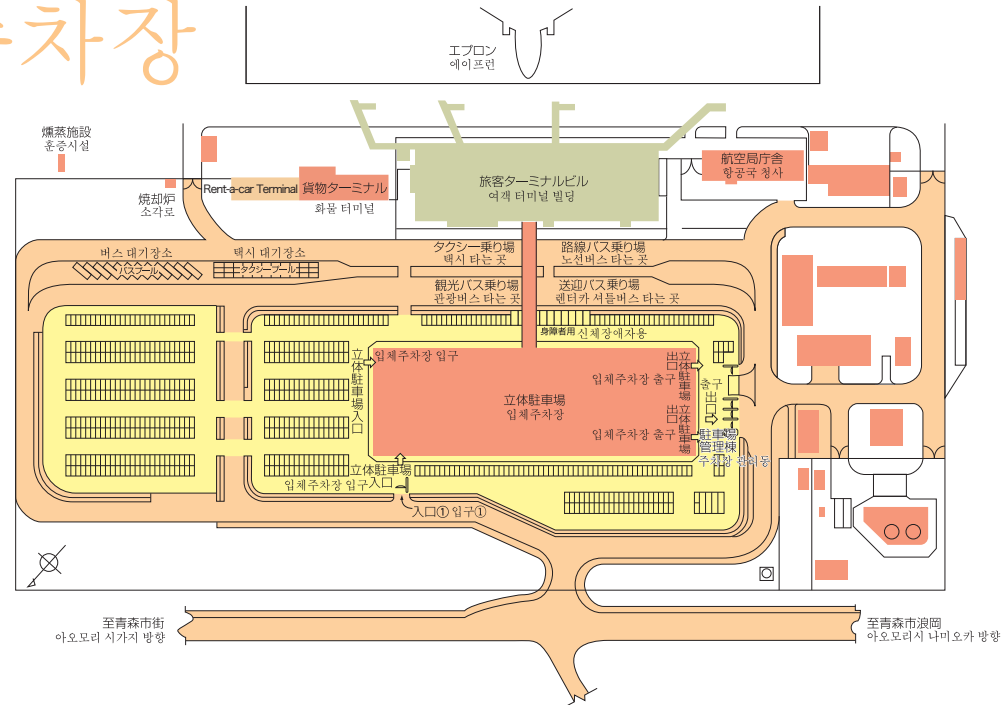 주차장
エプロン
에이프런
燻蒸施設
훈증시설
焼却炉
소각로
Rent-a-car Terminal
貨物ターミナル
화물 터미널
旅客ターミナルビル
여객 터미널 빌딩
航空局庁舎
항공국 청사
버스 대기장소
バスプール
택시 대기장소
タクシープール
タクシー乗り場
택시 타는 곳
路線バス乗り場
노선버스 타는 곳
観光バス乗り場
관광버스 타는 곳
送迎バス乗り場
렌터카 셔틀버스 타는 곳
身障者用 신체장애자용
立体駐車場入口
입체주차장 입구
立体駐車場
입체주차장
立体駐車場出口
입체주차장 출구
立体駐車場出口
입체주차장 출구
출구
出口
駐車場
管理棟
주차장 관리동
立体駐車場
入口
입체주차장 입구
入口① 입구①
至青森市街
아오모리 시가지 방향
至青森市浪岡
아오모리시 나미오카 방향